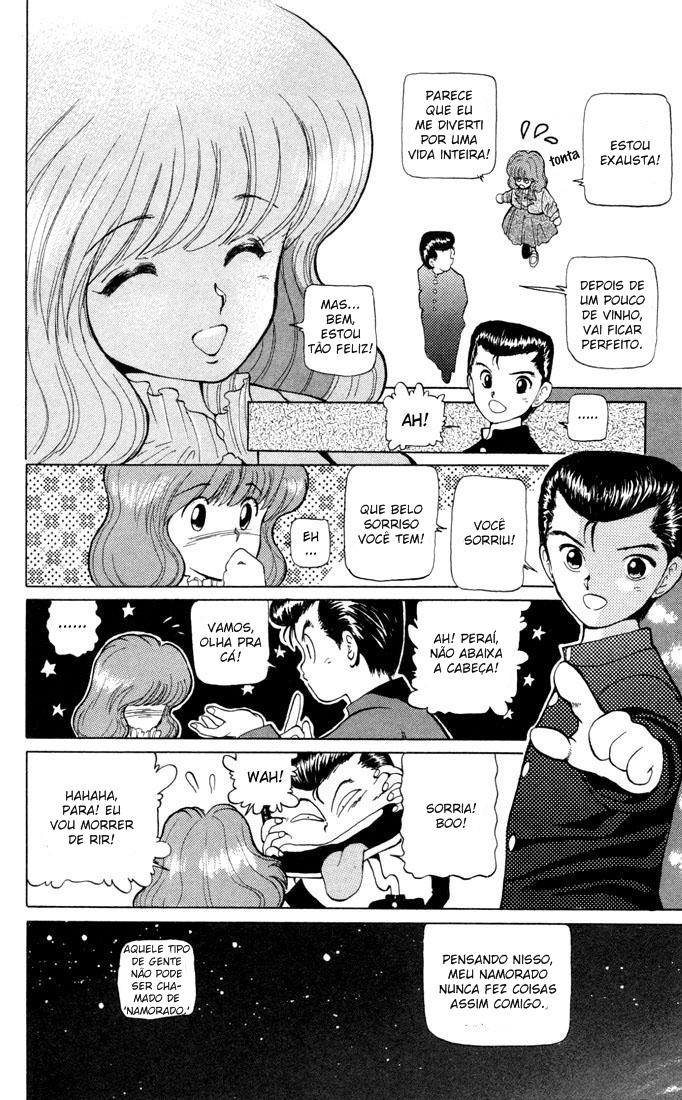 ESTOU
EXAUSTA!
tonta
PARECE
QUE EU
ME DIVERTI
POR UMA
VIDA INTEIRA!
DEPOIS DE
UM POUCO
DE VINHO,
VAI FICAR
PERFEITO.
MAS...
BEM,
ESTOU
TÃO FELIZ!
......
AH!
VOCÊ
SORRIU!
QUE BELO
SORRISO
VOCÊ TEM!
EH
...
AH! PERAÍ,
NÃO ABAIXA
A CABEÇA!
VAMOS,
OLHA PRA
CÁ!
......
SORRIA!
BOO!
WAH!
HAHAHA,
PARA! EU
VOU MORRER
DE RIR!
PENSANDO NISSO,
MEU NAMORADO
NUNCA FEZ COISAS
ASSIM COMIGO..
AQUELE TIPO
DE GENTE
NÃO PODE
SER CHA-
MADO DE
'NAMORADO.'